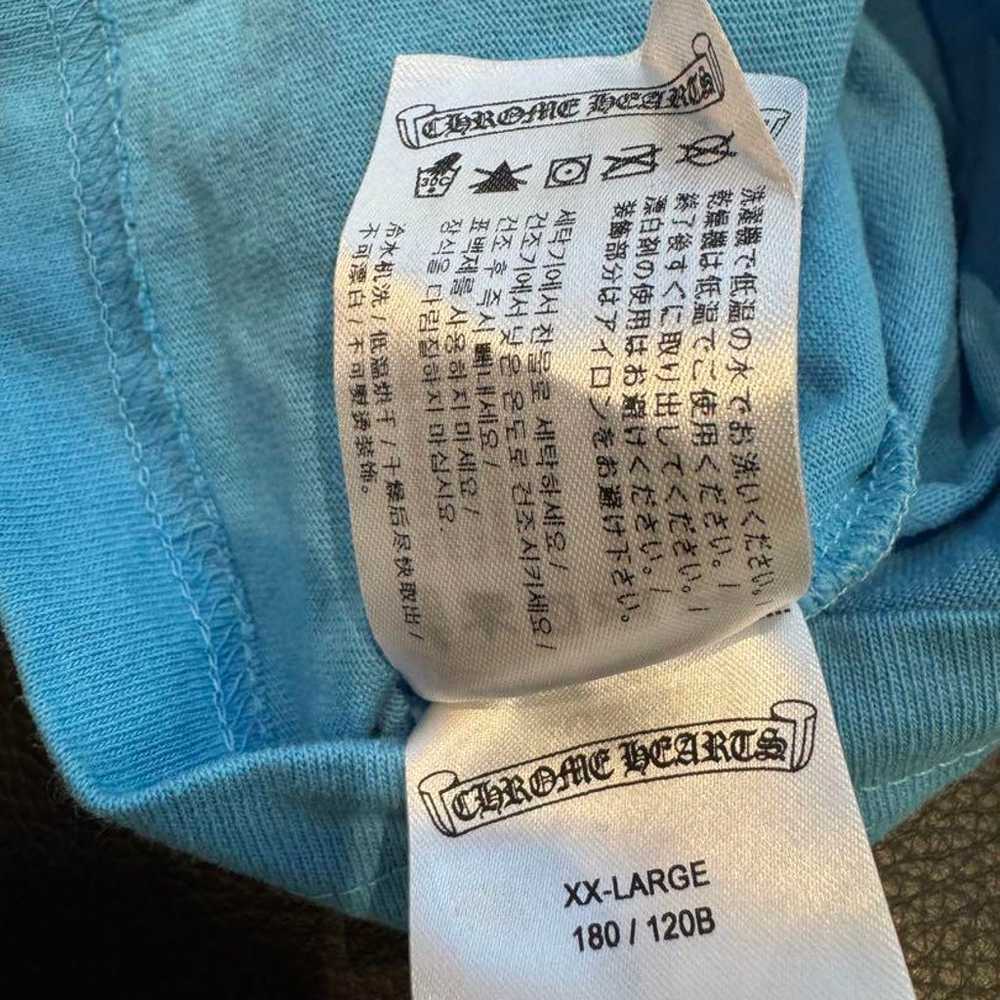 CHROME HEARTS
30C
洗濯機で低温の水でお洗いください。/
乾燥機は低温でご使用ください。/
終了後すぐに取り出してください。/
漂白剤の使用はお避けください。/
装飾部分はアイロンをお避け下さい。
세탁기에서 찬물로 세탁하세요/
건조기에서 낮은 온도로 건조시키세요/
건조 후 즉시 빼내세요/
표백제를 사용하지 마세요/
장식을 다림질하지 마십시오.
冷水机洗/低温烘干/干燥后尽快取出/
不可漂白/不可熨烫装饰。
CHROME HEARTS
XX-LARGE
180 / 120B